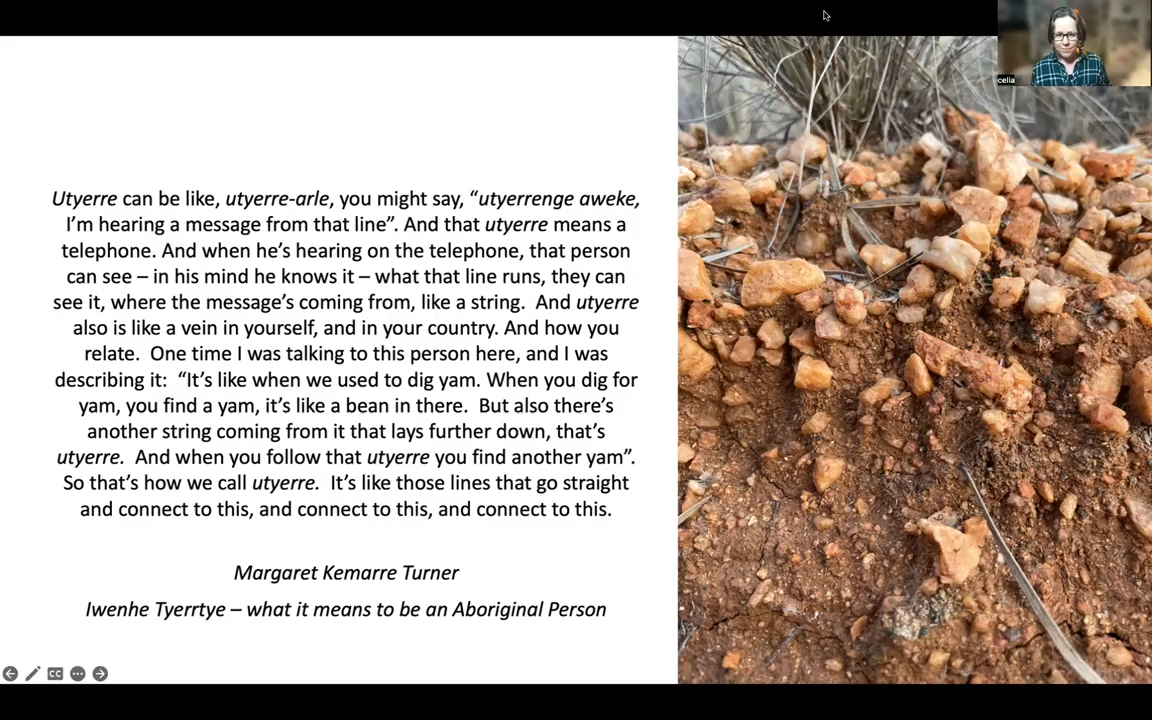 celia
Utyerre can be like, utyerre-arle, you might say, “utyerrenge aweke,
I’m hearing a message from that line”. And that utyerre means a
telephone. And when he’s hearing on the telephone, that person
can see – in his mind he knows it – what that line runs, they can
see it, where the message’s coming from, like a string.  And utyerre
also is like a vein in yourself, and in your country. And how you
relate.  One time I was talking to this person here, and I was
describing it:  “It’s like when we used to dig yam. When you dig for
yam, you find a yam, it’s like a bean in there.  But also there’s
another string coming from it that lays further down, that’s
utyerre.  And when you follow that utyerre you find another yam”.
So that’s how we call utyerre.  It’s like those lines that go straight
and connect to this, and connect to this, and connect to this.
Margaret Kemarre Turner
Iwenhe Tyerrtye – what it means to be an Aboriginal Person
CC